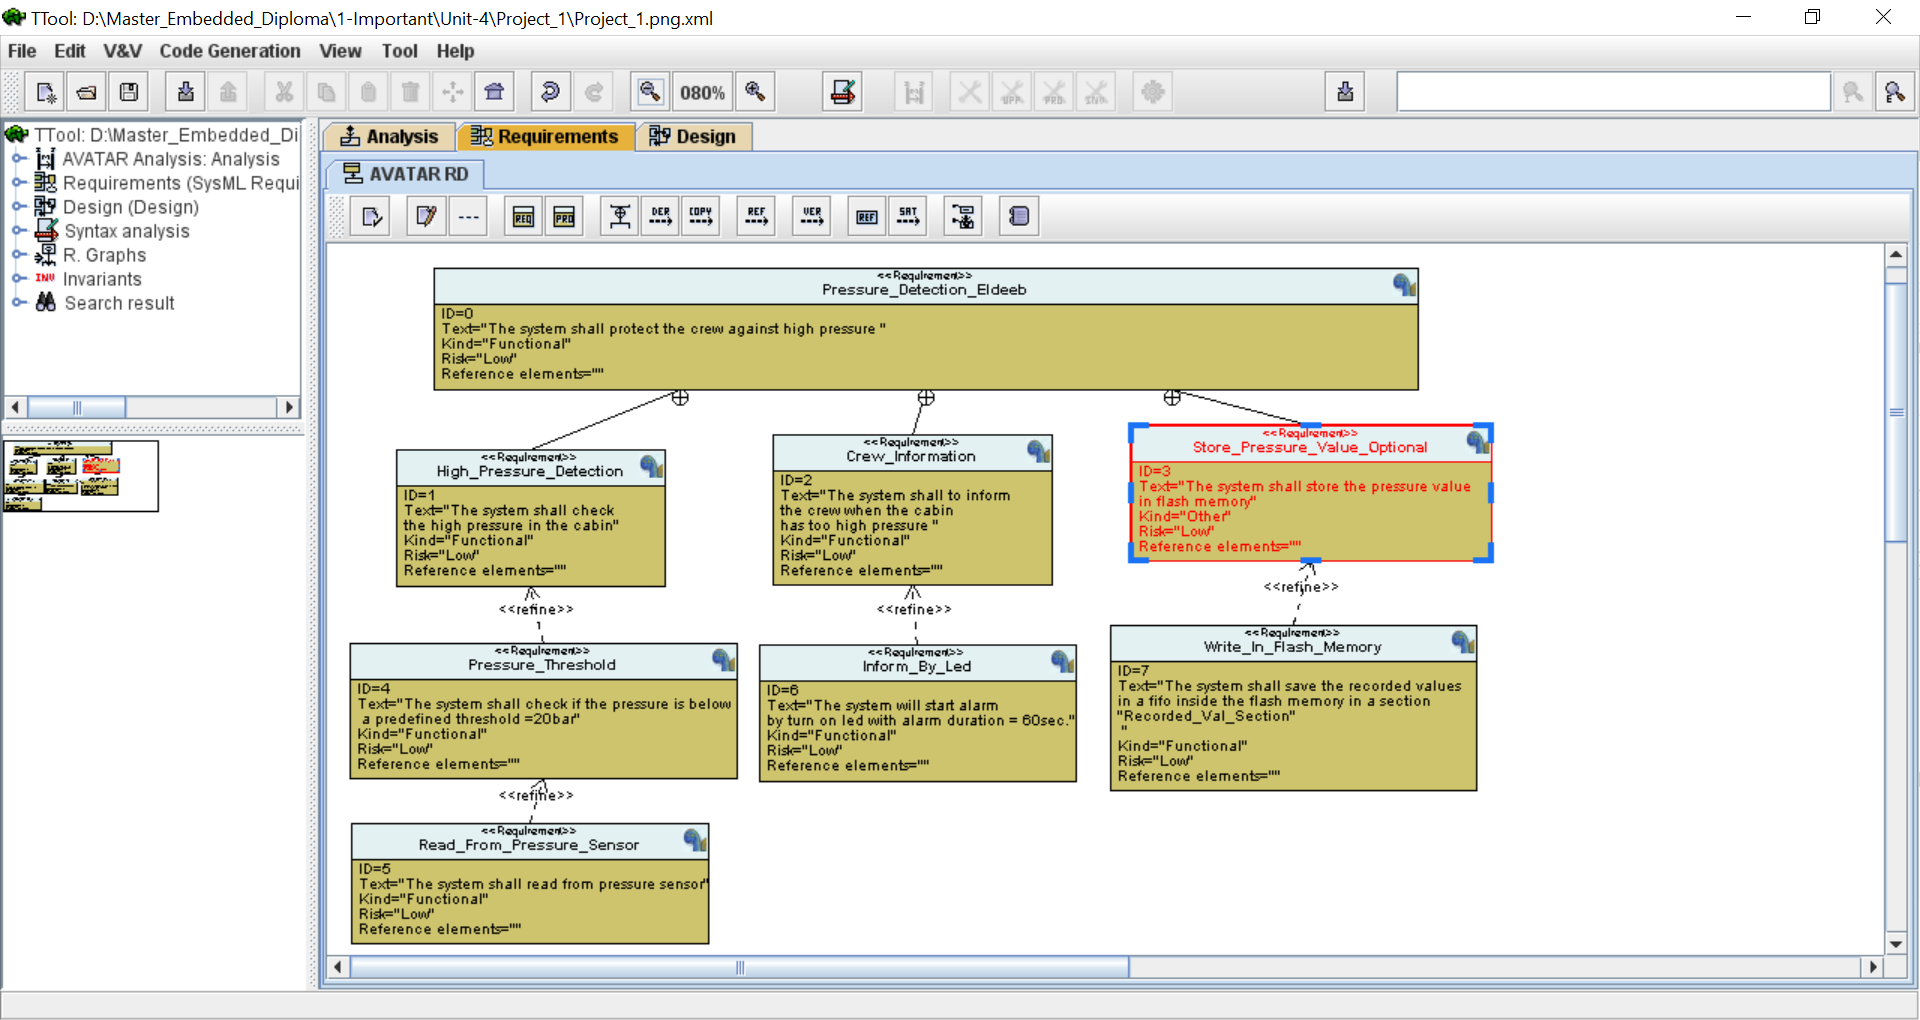 TTool: D:\Master_Embedded_Diploma\1-Important\Unit-4\Project_1\Project_1.png.xml
File Edit V&V Code Generation View Tool Help
080%
UPP.
PRO.
E
TTool: D:\Master_Embedded_Di
AVATAR Analysis: Analysis
Requirements (SysML Requi
Design (Design)
Syntax analysis
R. Graphs
INV Invariants
Search result
Analysis Requirements Design
AVATAR RD
REQ PRO DER COPY REF VER REF SAT
<<Requirement>>
Pressure_Detection_Eldeeb
ID=0
Text="The system shall protect the crew against high pressure "
Kind="Functional"
Risk="Low"
Reference elements=""
<<Requirement>>
High_Pressure_Detection
ID=1
Text="The system shall check
the high pressure in the cabin"
Kind="Functional"
Risk="Low"
Reference elements=""
<<Requirement>>
Crew_Information
ID=2
Text="The system shall to inform
the crew when the cabin
has too high pressure "
Kind="Functional"
Risk="Low"
Reference elements=""
<<Requirement>>
Store_Pressure_Value_Optional
ID=3
Text="The system shall store the pressure value
in flash memory"
Kind="Other"
Risk="Low"
Reference elements=""
<<refine>>
<<refine>>
<<refine>>
<<Requirement>>
Pressure_Threshold
ID=4
Text="The system shall check if the pressure is below
a predefined threshold =20bar"
Kind="Functional"
Risk="Low"
Reference elements=""
<<Requirement>>
Inform_By_Led
ID=6
Text="The system will start alarm
by turn on led with alarm duration = 60sec."
Kind="Functional"
Risk="Low"
Reference elements=""
<<Requirement>>
Write_In_Flash_Memory
ID=7
Text="The system shall save the recorded values
in a fifo inside the flash memory in a section
"Recorded_Val_Section"
"
Kind="Functional"
Risk="Low"
Reference elements=""
<<refine>>
<<Requirement>>
Read_From_Pressure_Sensor
ID=5
Text="The system shall read from pressure sensor"
Kind="Functional"
Risk="Low"
Reference elements=""